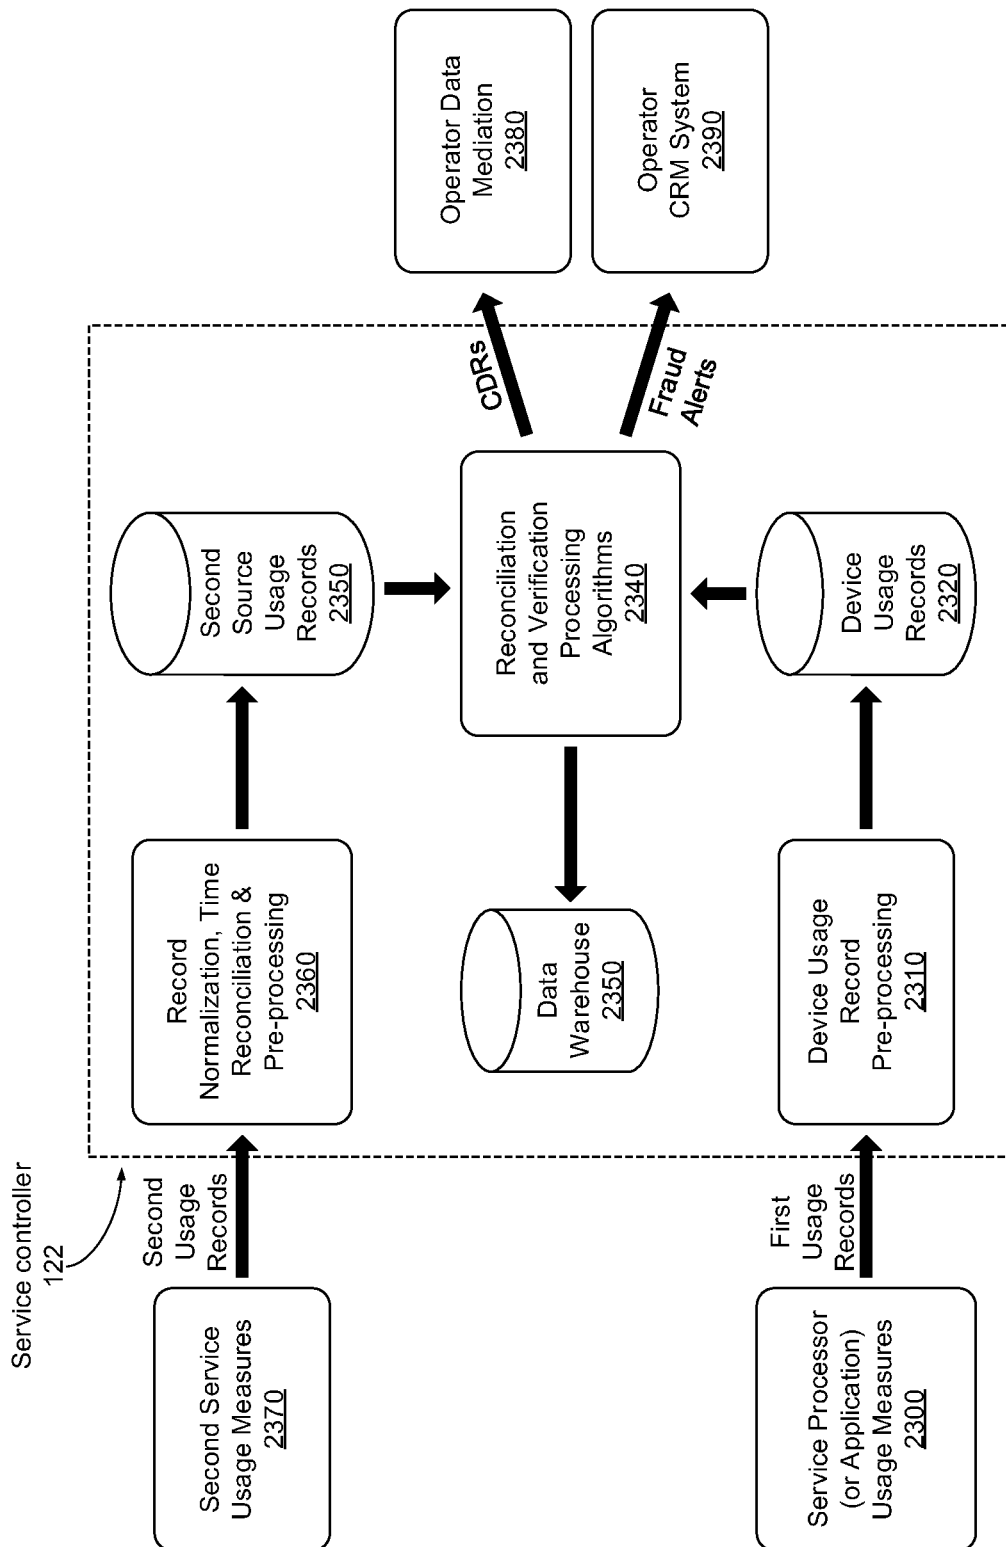 Service controller
122
Second Service
Usage Measures
2370
Second
Usage
Records
Record
Normalization, Time
Reconciliation &
Pre-processing
2360
Second
Source
Usage
Records
2350
Data
Warehouse
2350
Reconciliation
and Verification
Processing
Algorithms
2340
CDRs
Fraud
Alerts
Operator Data
Mediation
2380
Operator
CRM System
2390
Service Processor
(or Application)
Usage Measures
2300
First
Usage
Records
Device Usage
Record
Pre-processing
2310
Device
Usage
Records
2320